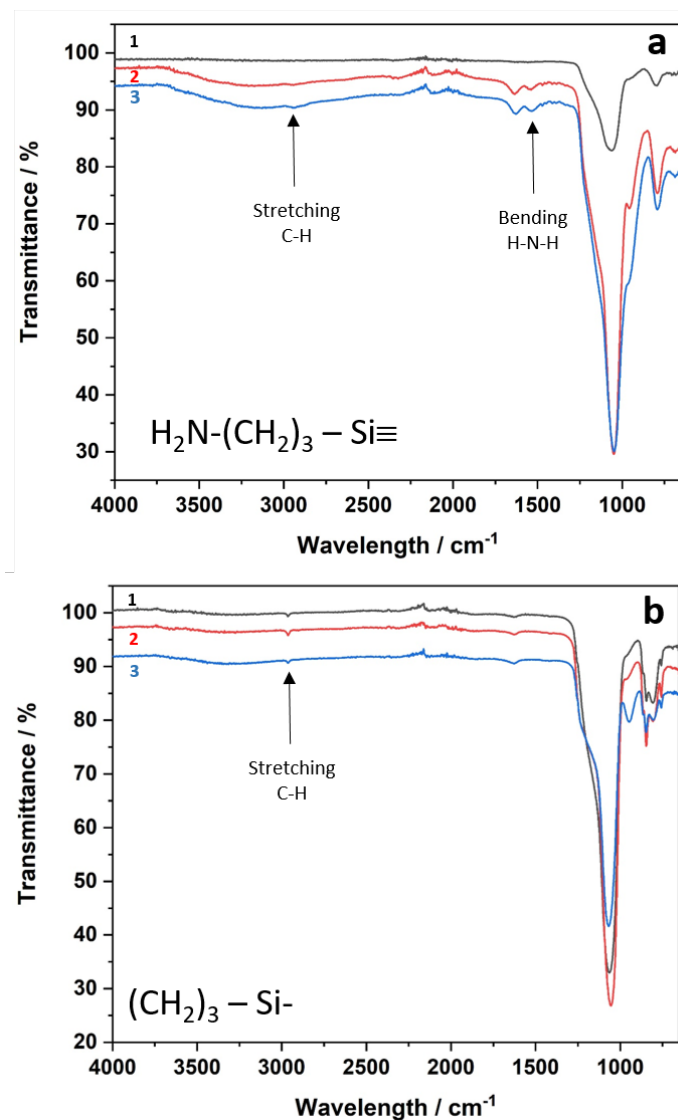 a
1
2
3
100
90
80
70
60
50
40
30
Transmittance / %
Stretching
C-H
Bending
H-N-H
H₂N-(CH₂)₃ – Si≡
4000 3500 3000 2500 2000 1500 1000
Wavelength / cm⁻¹
b
1
2
3
100
90
80
70
60
50
40
30
20
Transmittance / %
Stretching
C-H
(CH₂)₃ – Si-
4000 3500 3000 2500 2000 1500 1000
Wavelength / cm⁻¹